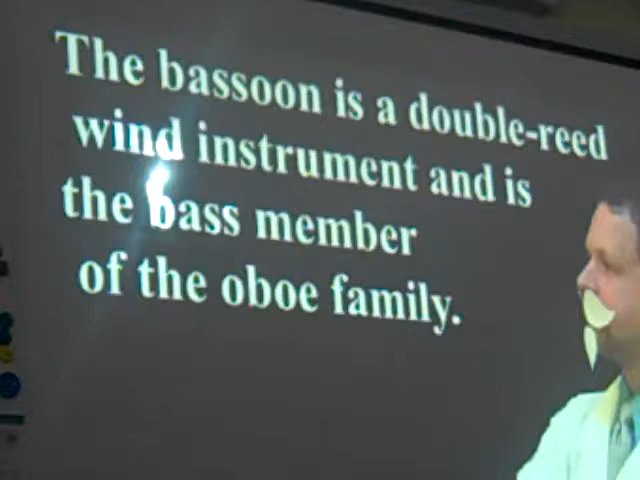 The bassoon is a double-reed
wind instrument and is
the bass member
of the oboe family.